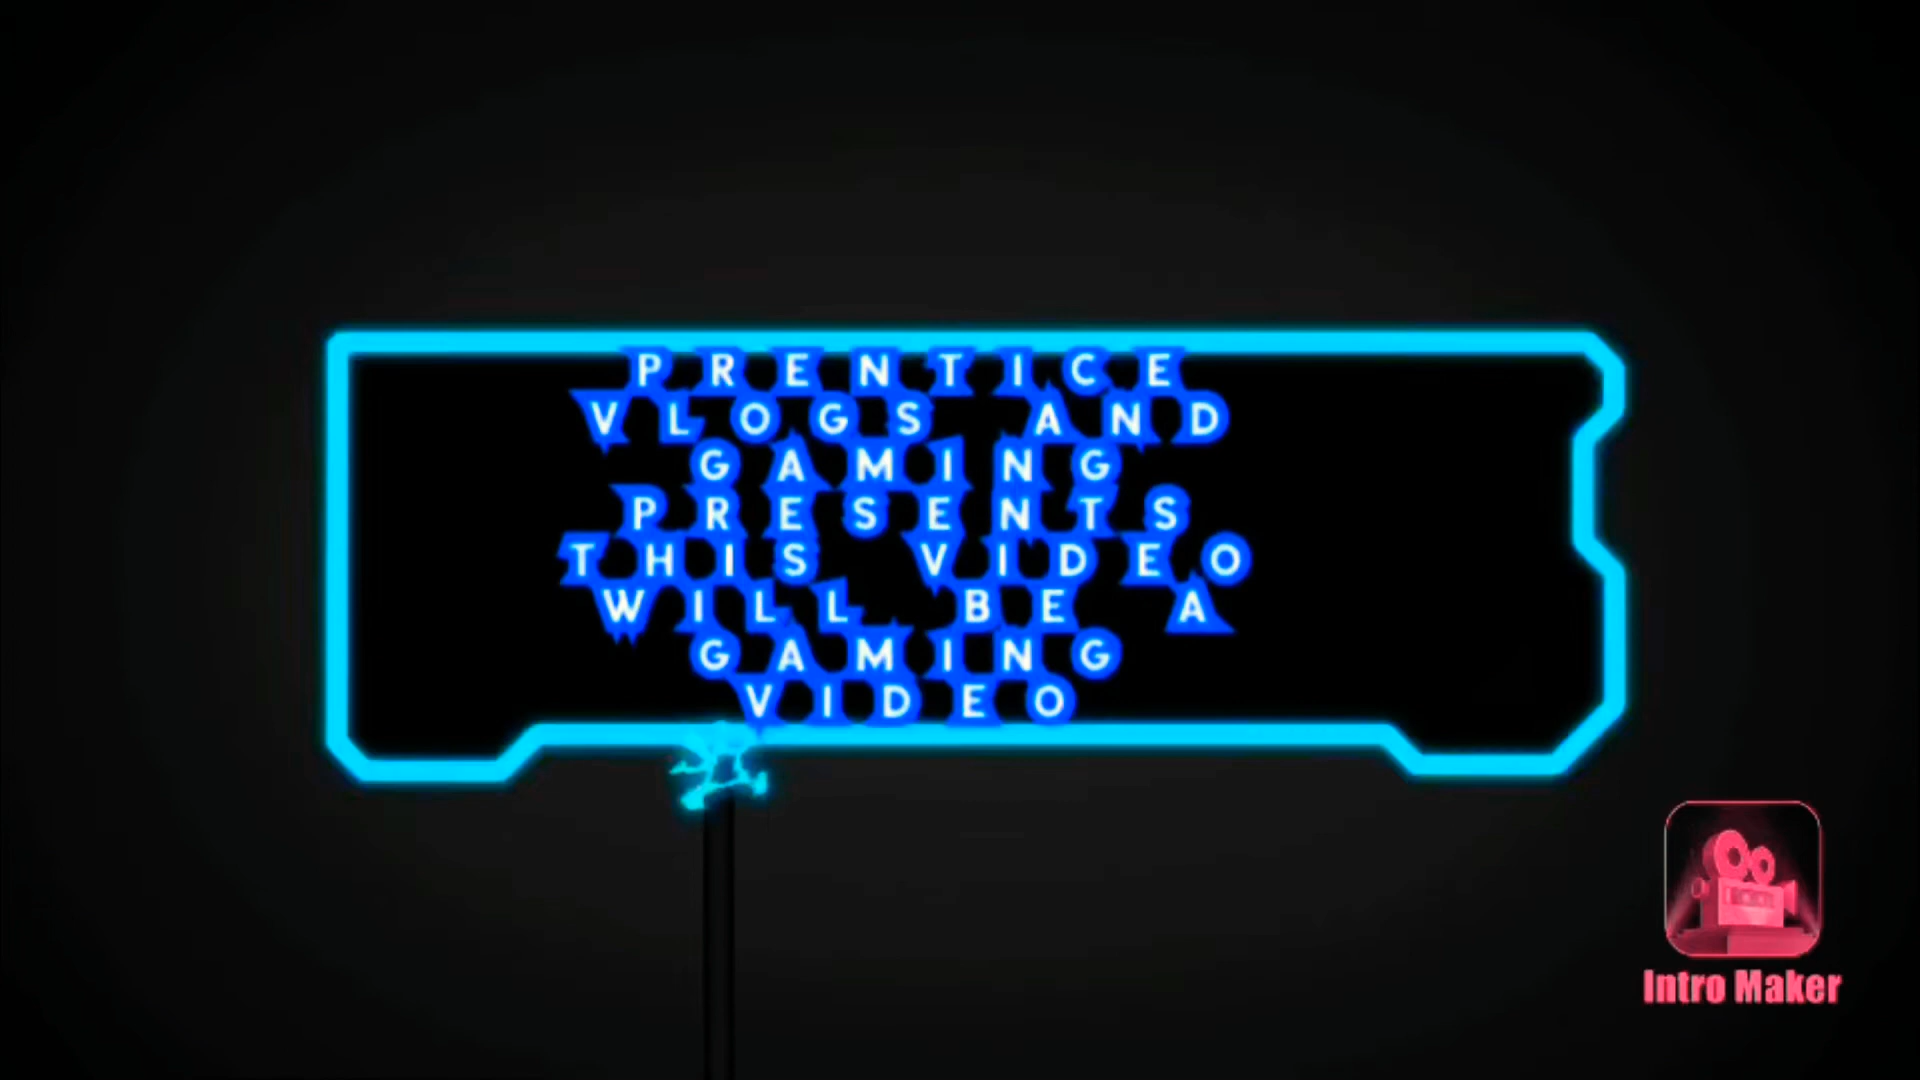 PRENTICE
VLOGS AND
GAMING
PRESENTS
THIS VIDEO
WILL BE A
GAMING
VIDEO
Intro Maker